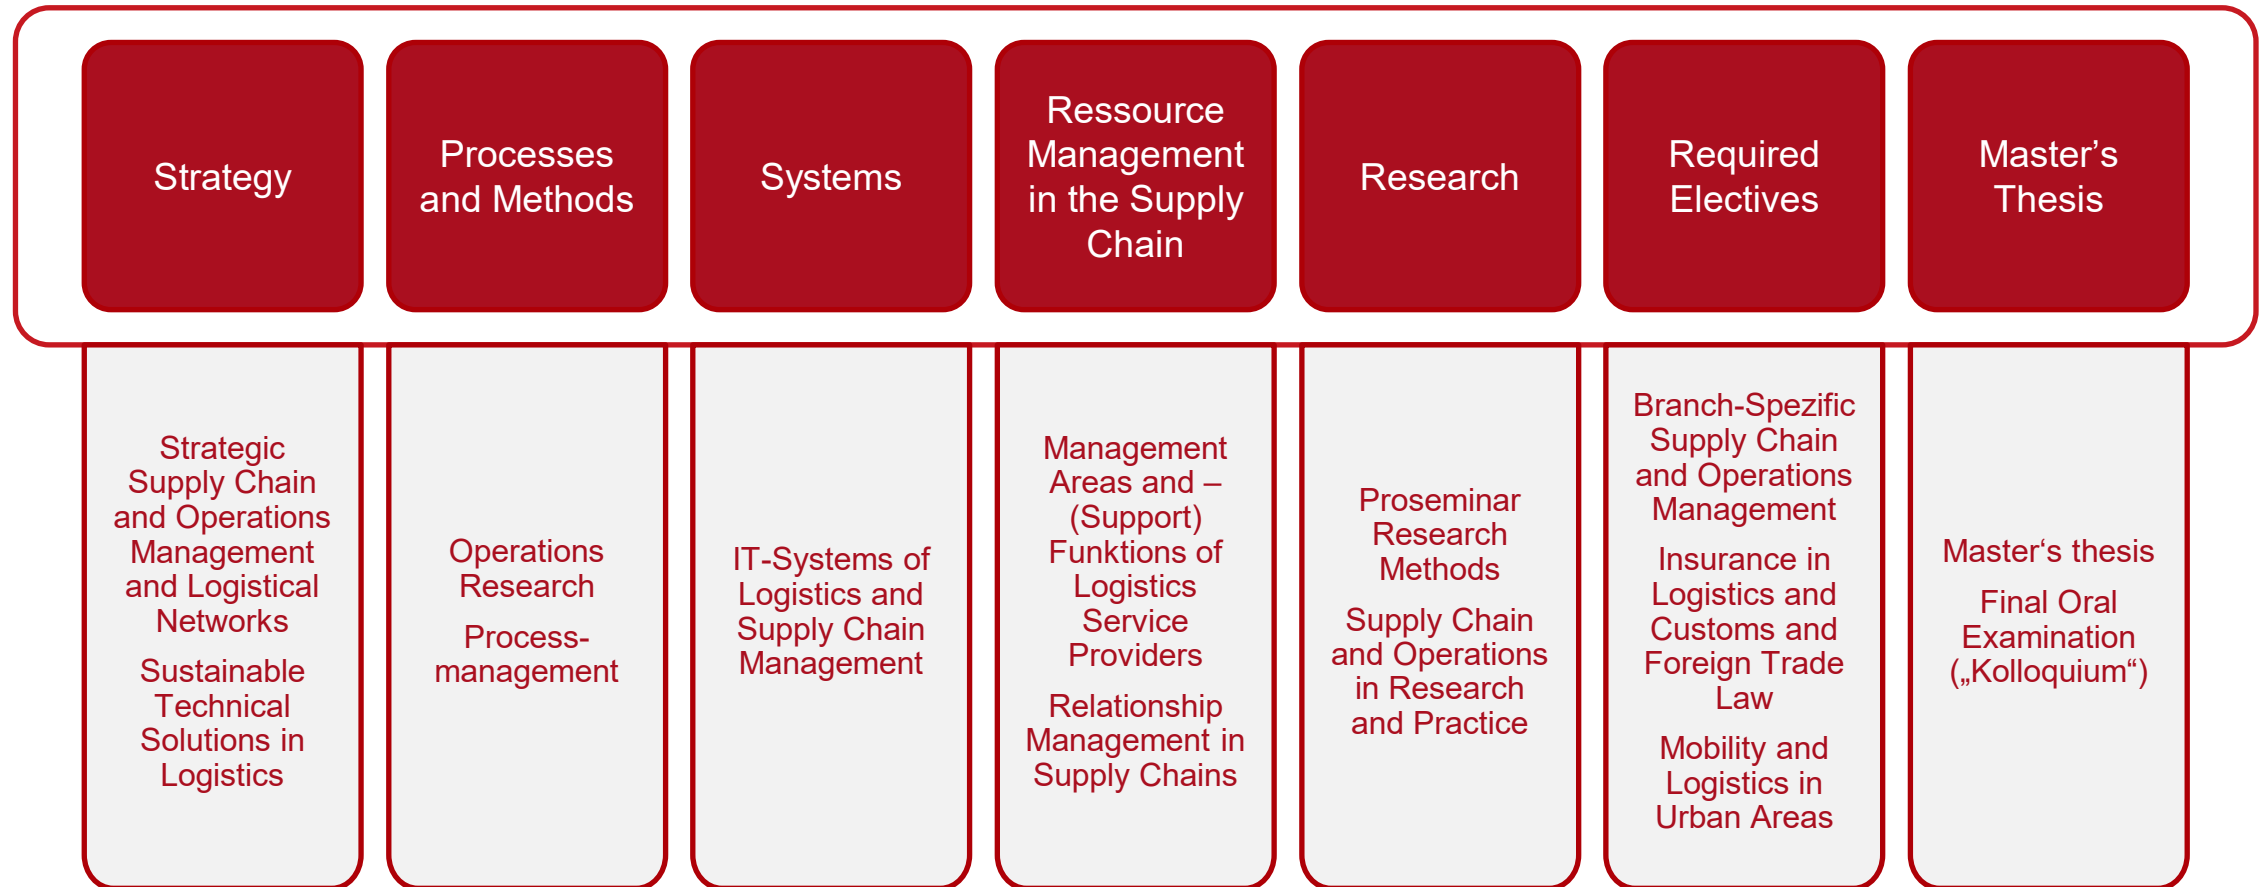 Strategy
Processes
and Methods
Systems
Ressource
Management
in the Supply
Chain
Research
Required
Electives
Master’s
Thesis
Strategic
Supply Chain
and Operations
Management
and Logistical
Networks
Sustainable
Technical
Solutions in
Logistics
Operations
Research
Process-
management
IT-Systems of
Logistics and
Supply Chain
Management
Management
Areas and –
(Support)
Funktions of
Logistics
Service
Providers
Relationship
Management in
Supply Chains
Proseminar
Research
Methods
Supply Chain
and Operations
in Research
and Practice
Branch-Spezific
Supply Chain
and Operations
Management
Insurance in
Logistics and
Customs and
Foreign Trade
Law
Mobility and
Logistics in
Urban Areas
Master‘s thesis
Final Oral
Examination
(„Kolloquium“)